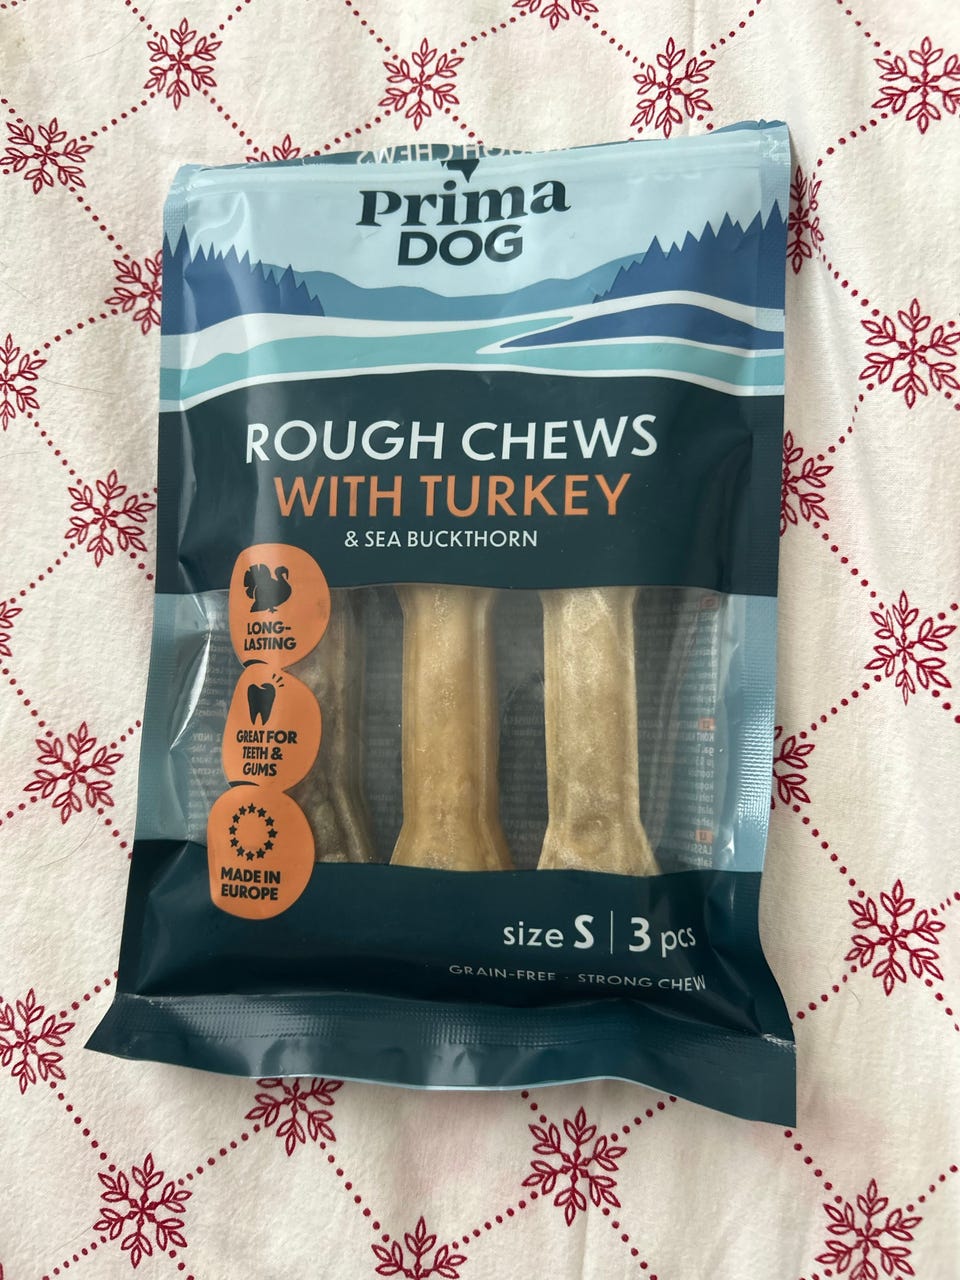 Prima
DOG
ROUGH CHEWS
WITH TURKEY
& SEA BUCKTHORN
LONG-
LASTING
GREAT FOR
TEETH &
GUMS
MADE IN
EUROPE
size S | 3 pcs
GRAIN-FREE · STRONG CHEW